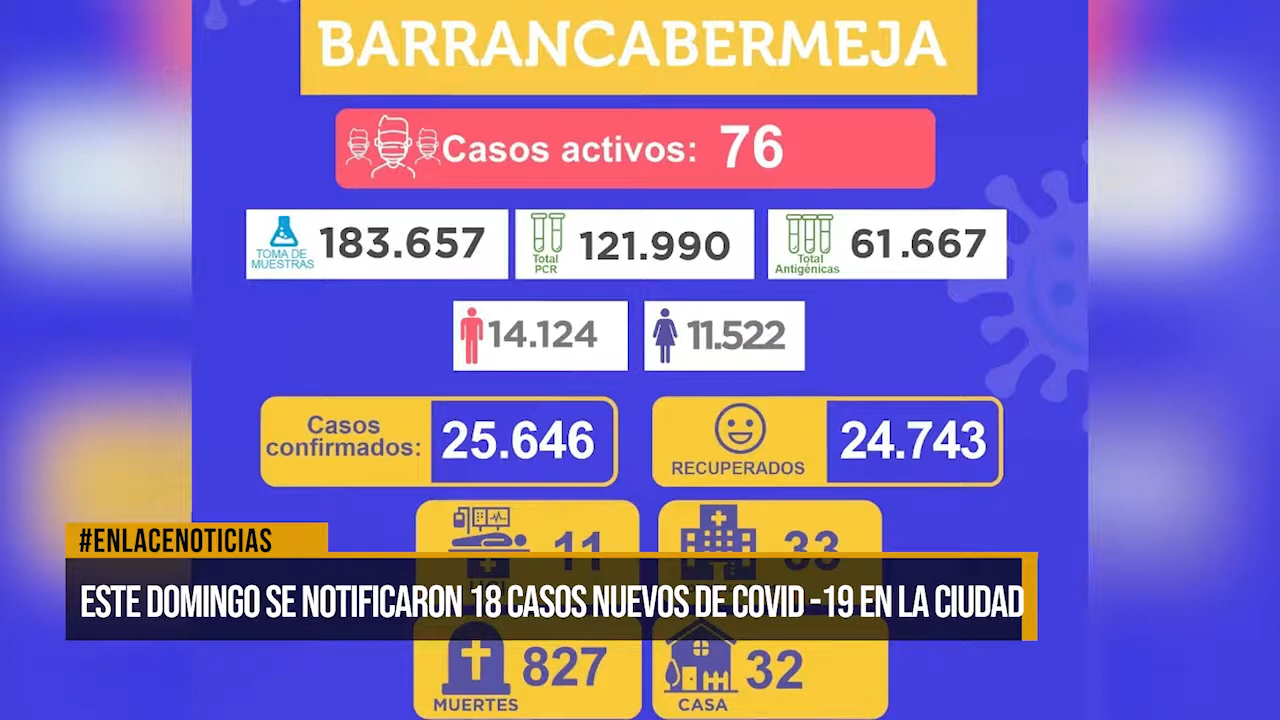 BARRANCABERMEJA
Casos activos: 76
TOMA DE
MUESTRAS
183.657
Total
PCR
121.990
Total
Antigénicas
61.667
14.124
11.522
Casos
confirmados:
25.646
RECUPERADOS
24.743
11
33
#ENLACENOTICIAS
ESTE DOMINGO SE NOTIFICARON 18 CASOS NUEVOS DE COVID -19 EN LA CIUDAD
827
MUERTES
32
CASA